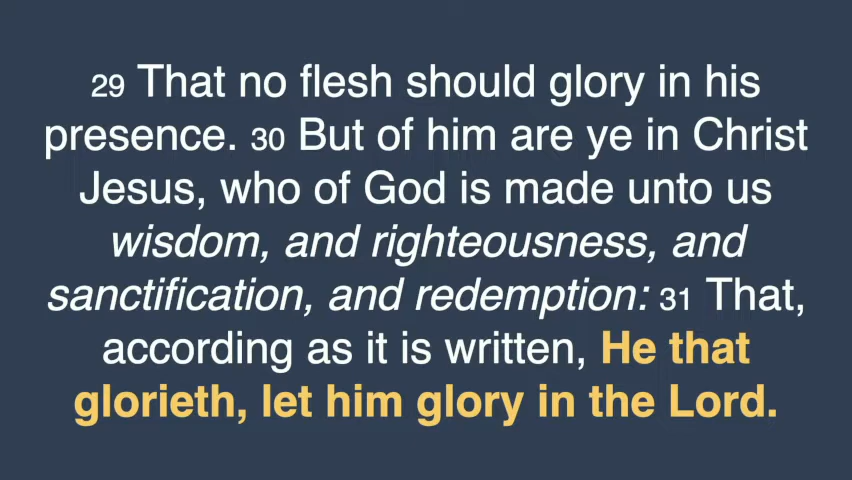 29 That no flesh should glory in his
presence. 30 But of him are ye in Christ
Jesus, who of God is made unto us
wisdom, and righteousness, and
sanctification, and redemption: 31 That,
according as it is written, He that
glorieth, let him glory in the Lord.